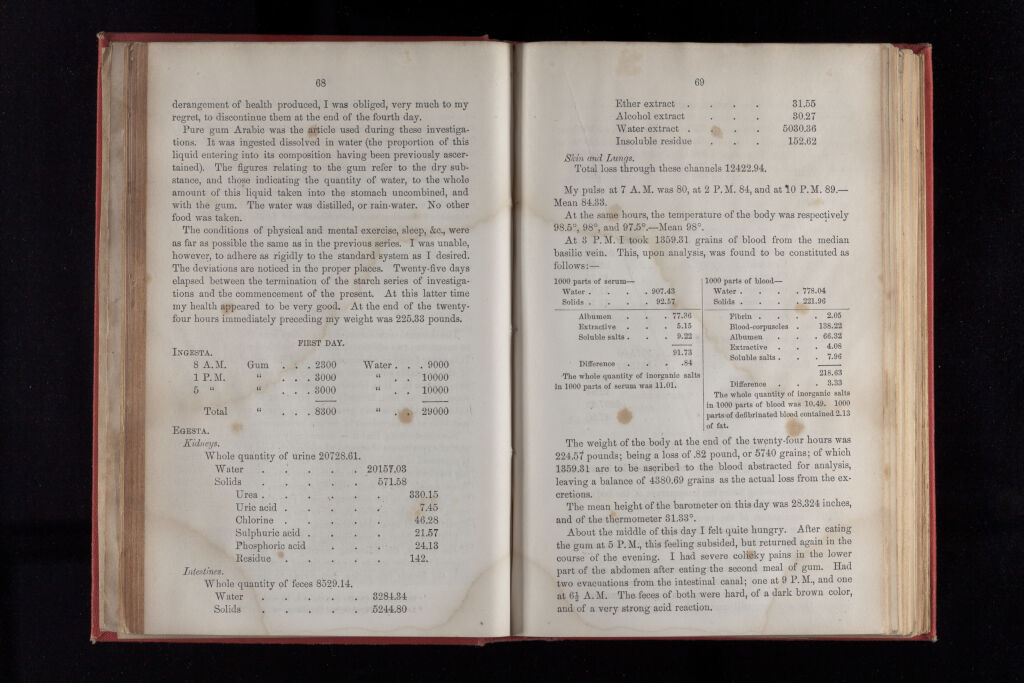 68
derangement of health produced, I was obliged, very much to my
regret, to discontinue them at the end of the fourth day.
Pure gum Arabic was the article used during these investiga-
tions. It was ingested dissolved in water (the proportion of this
liquid entering into its composition having been previously ascer-
tained). The figures relating to the gum refer to the dry sub-
stance, and those indicating the quantity of water, to the whole
amount of this liquid taken into the stomach uncombined, and
with the gum. The water was distilled, or rain-water. No other
food was taken.
The conditions of physical and mental exercise, sleep, &c., were
as far as possible the same as in the previous series. I was unable,
however, to adhere as rigidly to the standard system as I desired.
The deviations are noticed in the proper places. Twenty-five days
elapsed between the termination of the starch series of investiga-
tions and the commencement of the present. At this latter time
my health appeared to be very good. At the end of the twenty-
four hours immediately preceding my weight was 225.33 pounds.
FIRST DAY.
INGESTA.
8 A.M. Gum . . . 2300 Water . . . 9000
1 P.M. " . . . 3000 " . . 10000
5 " " . . . 3000 " . . 10000
Total " . . . 8300 " . . 29000
EGESTA.
Kidneys.
Whole quantity of urine 20728.61.
Water . . . . . 20157.03
Solids . . . . . 571.58
Urea . . . . . . 330.15
Uric acid . . . . . 7.45
Chlorine . . . . . 46.28
Sulphuric acid . . . . 21.57
Phosphoric acid . . . 24.13
Residue . . . . . 142.
Intestines.
Whole quantity of feces 8529.14.
Water . . . . . 3284.34
Solids . . . . . 5244.80
69
Ether extract . . . . 31.55
Alcohol extract . . . 30.27
Water extract . . . . 5030.36
Insoluble residue . . . 152.62
Skin and Lungs.
Total loss through these channels 12422.94.
My pulse at 7 A.M. was 80, at 2 P.M. 84, and at 10 P.M. 89.—
Mean 84.33.
At the same hours, the temperature of the body was respectively
98.5°, 98°, and 97.5°.—Mean 98°.
At 3 P.M. I took 1359.31 grains of blood from the median
basilic vein. This, upon analysis, was found to be constituted as
follows:—
1000 parts of serum—
Water . . . . 907.43
Solids . . . . 92.57
Albumen . . . 77.36
Extractive . . . 5.15
Soluble salts . . . 9.22
91.73
Difference . . . .84
The whole quantity of inorganic salts
in 1000 parts of serum was 11.01.
1000 parts of blood—
Water . . . . 778.04
Solids . . . . 221.96
Fibrin . . . . 2.05
Blood-corpuscles . 138.22
Albumen . . . 66.32
Extractive . . . 4.08
Soluble salts . . . 7.96
218.63
Difference . . . 3.33
The whole quantity of inorganic salts
in 1000 parts of blood was 10.49. 1000
parts of defibrinated blood contained 2.13
of fat.
The weight of the body at the end of the twenty-four hours was
224.57 pounds; being a loss of .82 pound, or 5740 grains; of which
1359.31 are to be ascribed to the blood abstracted for analysis,
leaving a balance of 4380.69 grains as the actual loss from the ex-
cretions.
The mean height of the barometer on this day was 28.324 inches,
and of the thermometer 31.33°.
About the middle of this day I felt quite hungry. After eating
the gum at 5 P.M., this feeling subsided, but returned again in the
course of the evening. I had severe colicky pains in the lower
part of the abdomen after eating the second meal of gum. Had
two evacuations from the intestinal canal; one at 9 P.M., and one
at 6½ A.M. The feces of both were hard, of a dark brown color,
and of a very strong acid reaction.